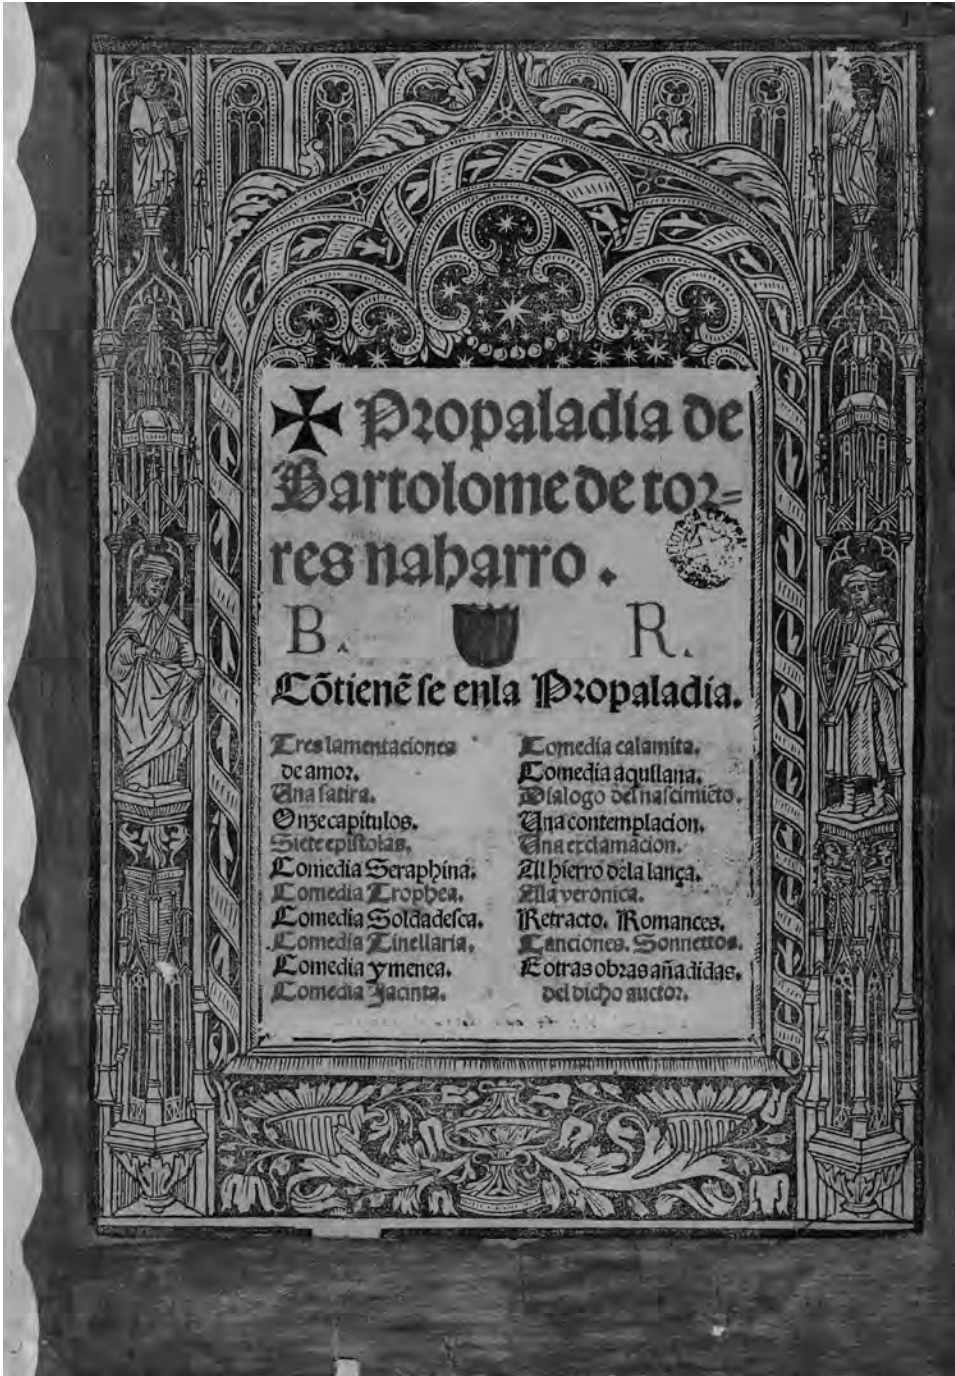 ✠ Propaladia de
Bartolome de tor=
res naharro.
B. R.
Cõtienẽ se enla Propaladia.
Tres lamentaciones
de amor.
Una satira.
Onze capitulos.
Siete epistolas.
Comedia Seraphina.
Comedia Trophea.
Comedia Soldadesca.
Comedia Tinellaria.
Comedia ymenea.
Comedia Jacinta.
Comedia calamita.
Comedia aquilana.
Dialogo del nascimiẽto.
Una contemplacion.
Una exclamacion.
Al hierro dela lança.
Ala veronica.
Retracto. Romances.
Canciones. Sonnettos.
E otras obras añadidas.
del dicho auctor.